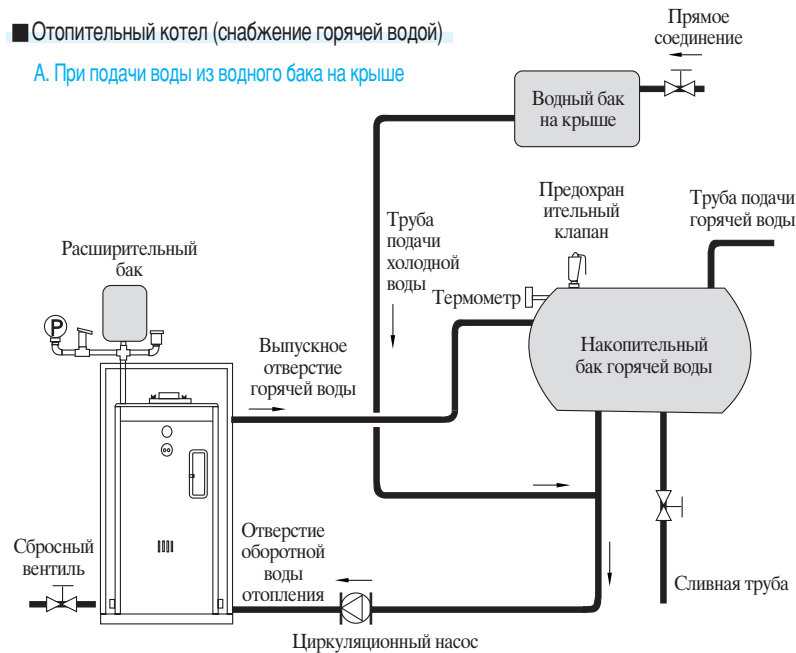 ■ Отопительный котел (снабжение горячей водой)
А. При подачи воды из водного бака на крыше
Прямое
соединение
Водный бак
на крыше
Предохран
ительный
клапан
Труба подачи
горячей воды
Труба
подачи
холодной
воды
Расширительный
бак
Термометр
P
Накопительный
бак горячей воды
Выпускное
отверстие
горячей воды
Отверстие
оборотной
воды
отопления
Сбросный
вентиль
Сливная труба
Циркуляционный насос